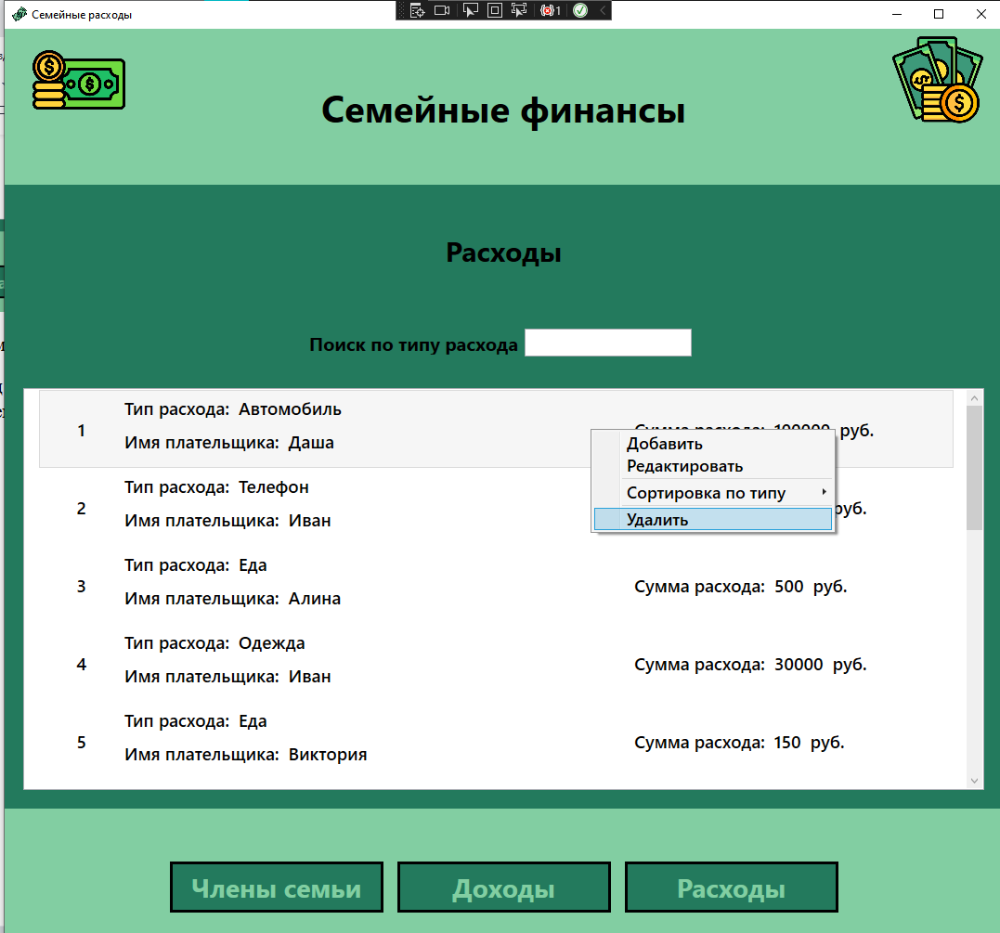 Семейные расходы
1
Семейные финансы
Расходы
Поиск по типу расхода
Тип расхода: Автомобиль
1
Сумма расхода: 100000 руб.
Имя плательщика: Даша
Добавить
Редактировать
Сортировка по типу
Удалить
Тип расхода: Телефон
2
руб.
Имя плательщика: Иван
Тип расхода: Еда
3
Сумма расхода: 500 руб.
Имя плательщика: Алина
Тип расхода: Одежда
4
Сумма расхода: 30000 руб.
Имя плательщика: Иван
Тип расхода: Еда
5
Сумма расхода: 150 руб.
Имя плательщика: Виктория
Члены семьи
Доходы
Расходы